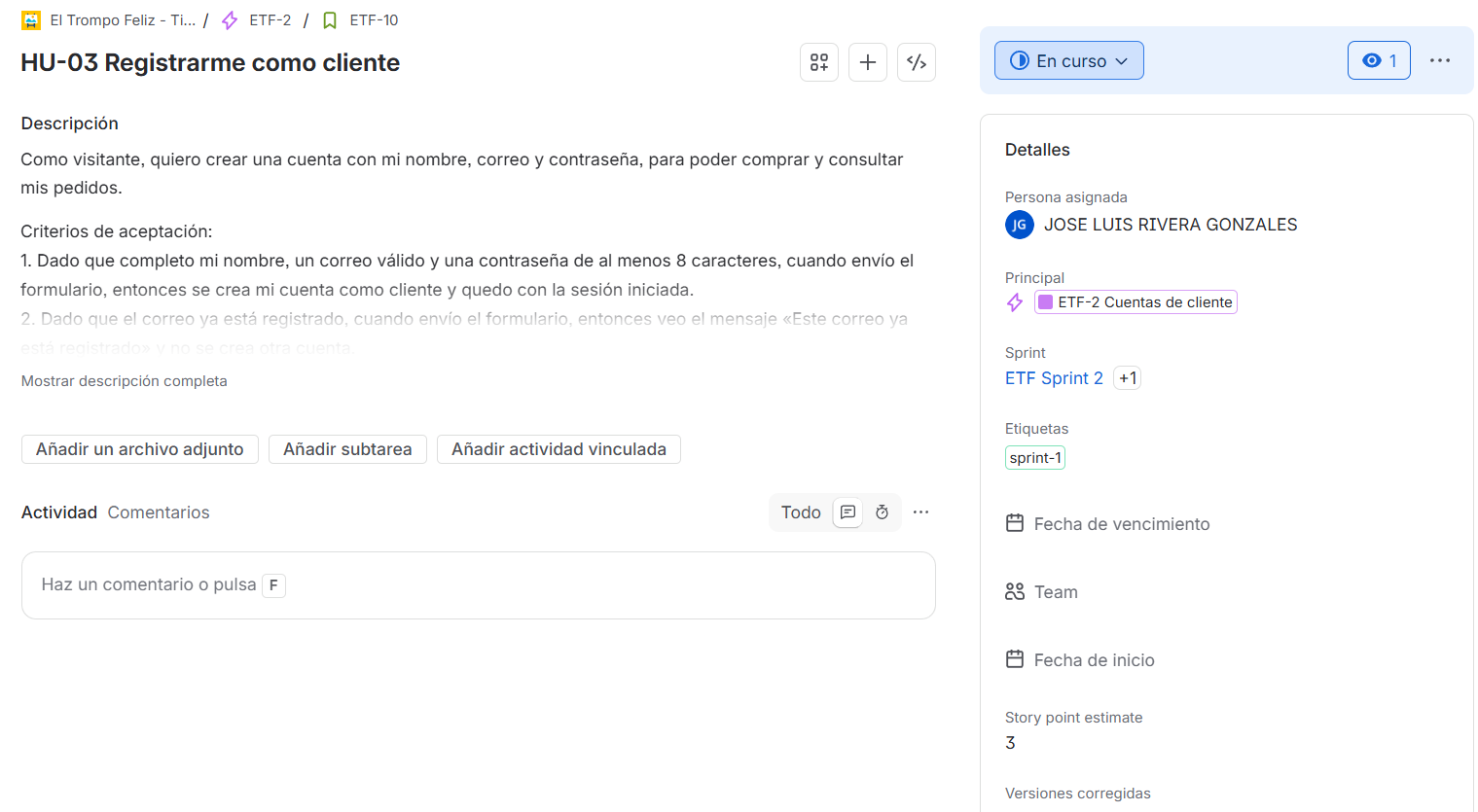 El Trompo Feliz - Ti... / ETF-2 / ETF-10
HU-03 Registrarme como cliente
Descripción
Como visitante, quiero crear una cuenta con mi nombre, correo y contraseña, para poder comprar y consultar
mis pedidos.
Criterios de aceptación:
1. Dado que completo mi nombre, un correo válido y una contraseña de al menos 8 caracteres, cuando envío el
formulario, entonces se crea mi cuenta como cliente y quedo con la sesión iniciada.
2. Dado que el correo ya está registrado, cuando envío el formulario, entonces veo el mensaje «Este correo ya
está registrado» y no se crea otra cuenta.
Mostrar descripción completa
Añadir un archivo adjunto
Añadir subtarea
Añadir actividad vinculada
Actividad Comentarios
Todo
Haz un comentario o pulsa F
En curso
1
Detalles
Persona asignada
JG JOSE LUIS RIVERA GONZALES
Principal
ETF-2 Cuentas de cliente
Sprint
ETF Sprint 2 +1
Etiquetas
sprint-1
Fecha de vencimiento
Team
Fecha de inicio
Story point estimate
3
Versiones corregidas